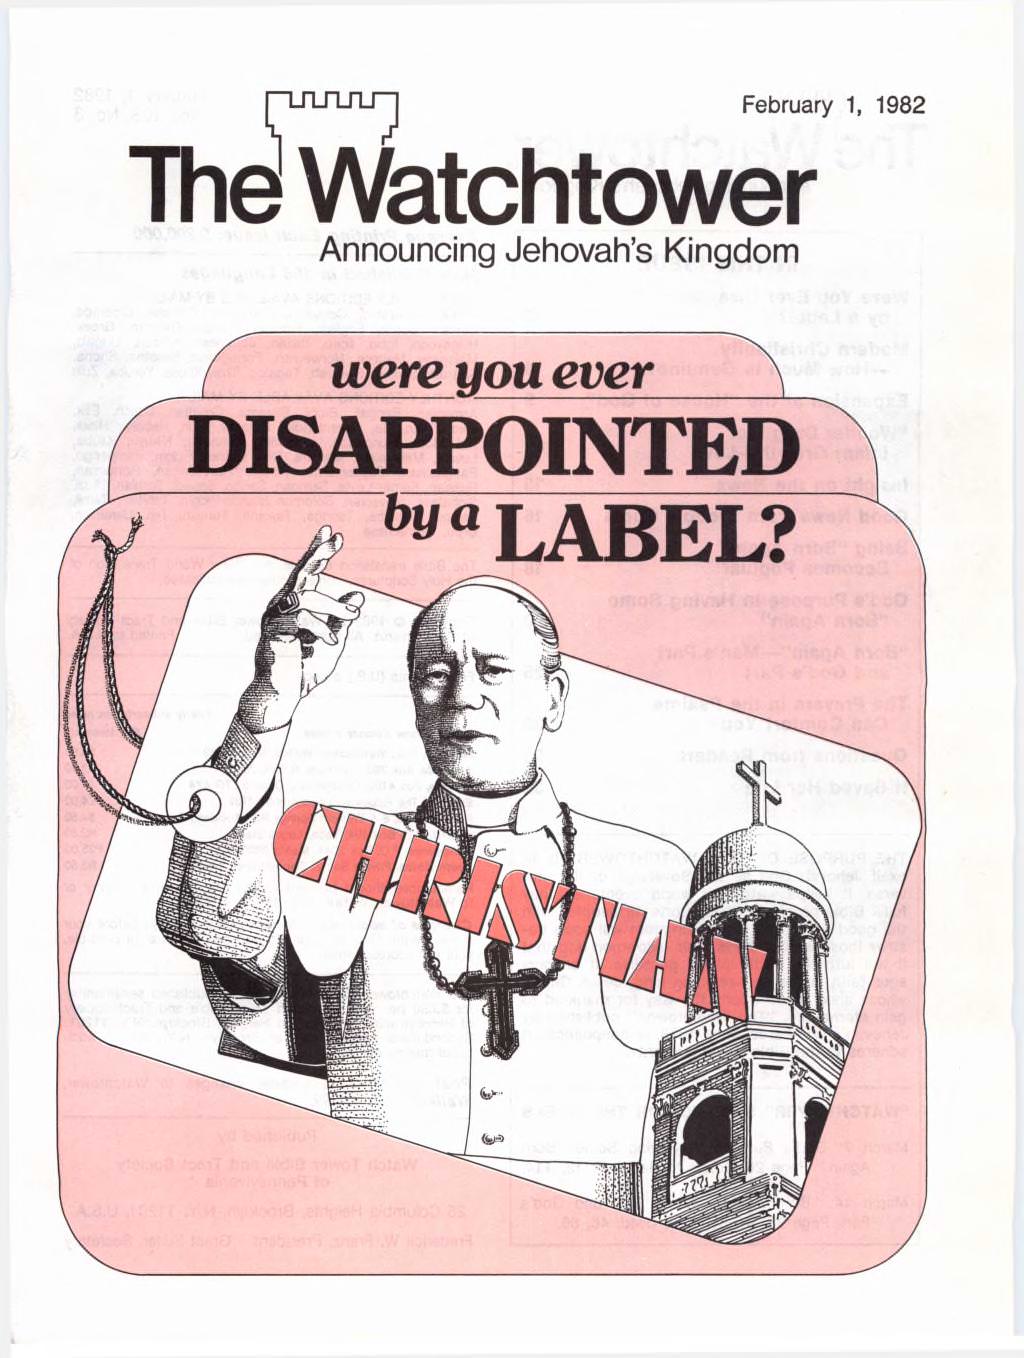 February 1, 1982
The Watchtower
Announcing Jehovah's Kingdom
were you ever
DISAPPOINTED
by a LABEL?
CHRISTIAN